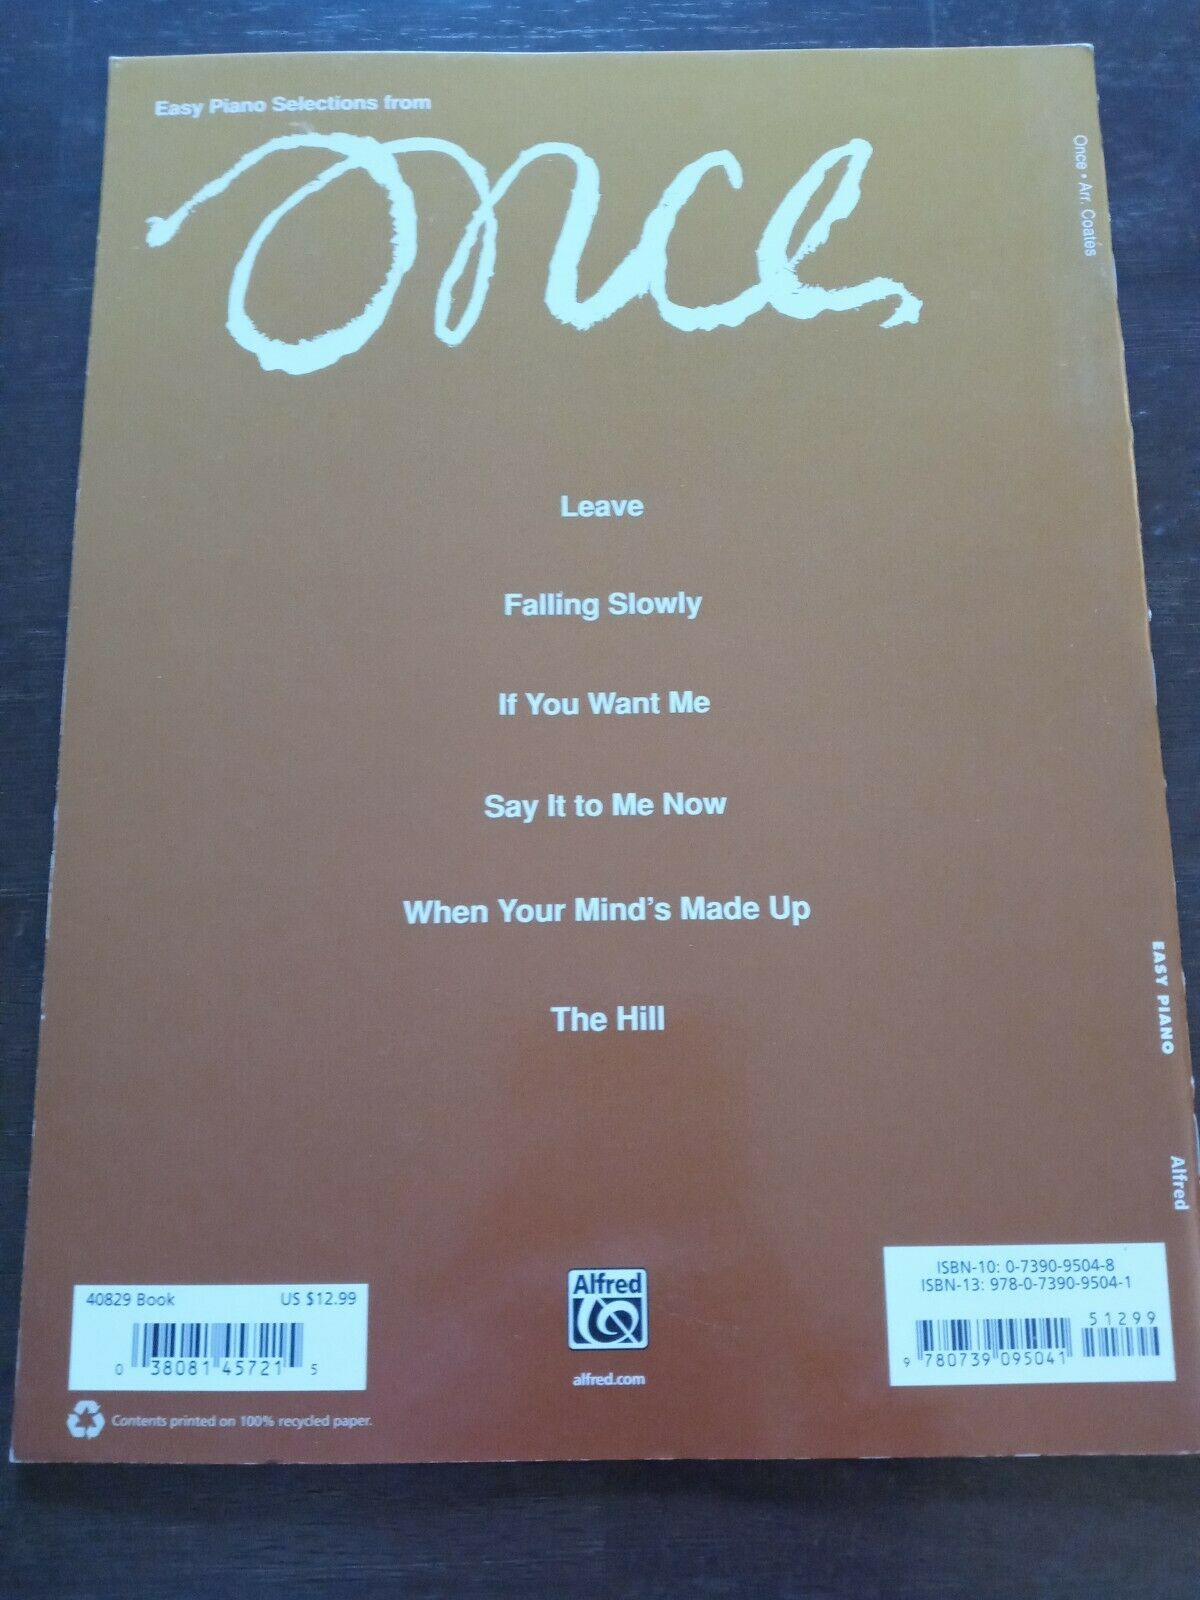 Easy Piano Selections from
once
Once • Arr. Coates
Leave
Falling Slowly
If You Want Me
Say It to Me Now
When Your Mind's Made Up
The Hill
EASY PIANO
Alfred
40829 Book US $12.99
0 38081 45721 5
Contents printed on 100% recycled paper.
Alfred
alfred.com
ISBN-10: 0-7390-9504-8
ISBN-13: 978-0-7390-9504-1
51299
9 780739 095041